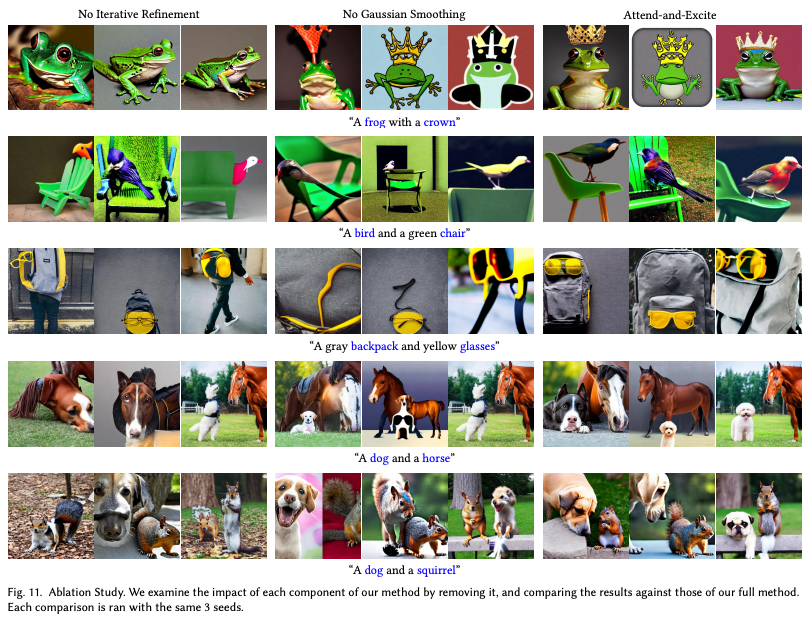 No Iterative Refinement No Gaussian Smoothing Attend-and-Excite
“A frog with a crown”
“A bird and a green chair”
“A gray backpack and yellow glasses”
“A dog and a horse”
“A dog and a squirrel”
Fig. 11. Ablation Study. We examine the impact of each component of our method by removing it, and comparing the results against those of our full method.
Each comparison is ran with the same 3 seeds.